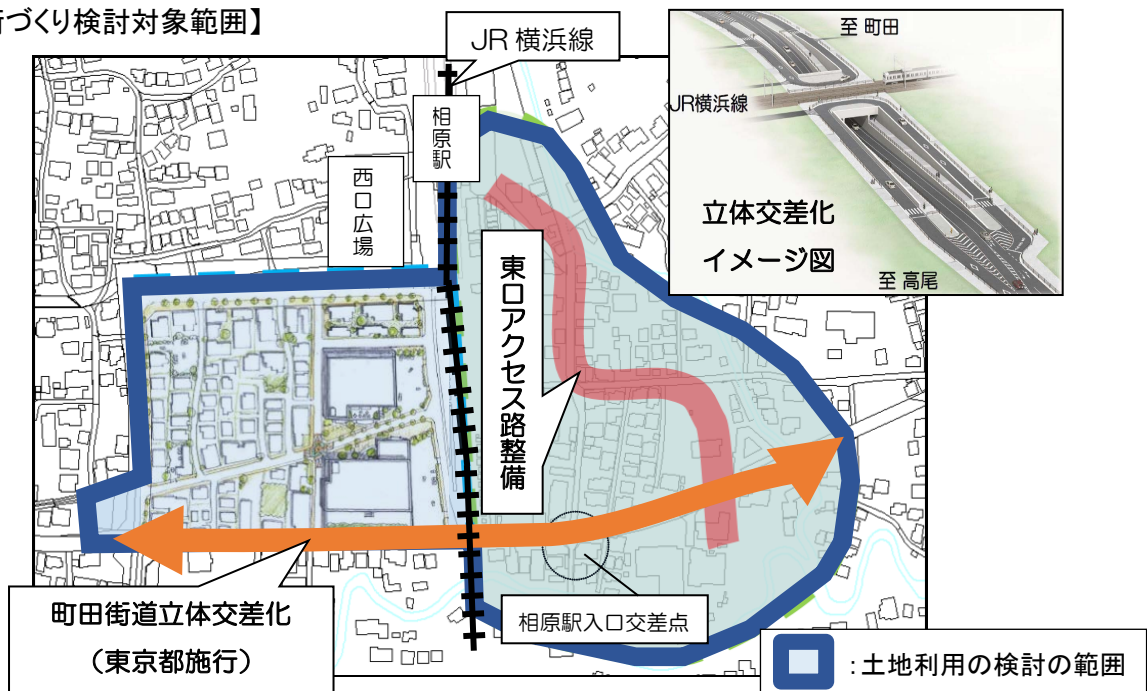 づくり検討対象範囲】
JR 横浜線
至 町田
JR横浜線
相原駅
西口広場
立体交差化
イメージ図
至 高尾
東口アクセス路整備
町田街道立体交差化
（東京都施行）
相原駅入口交差点
：土地利用の検討の範囲